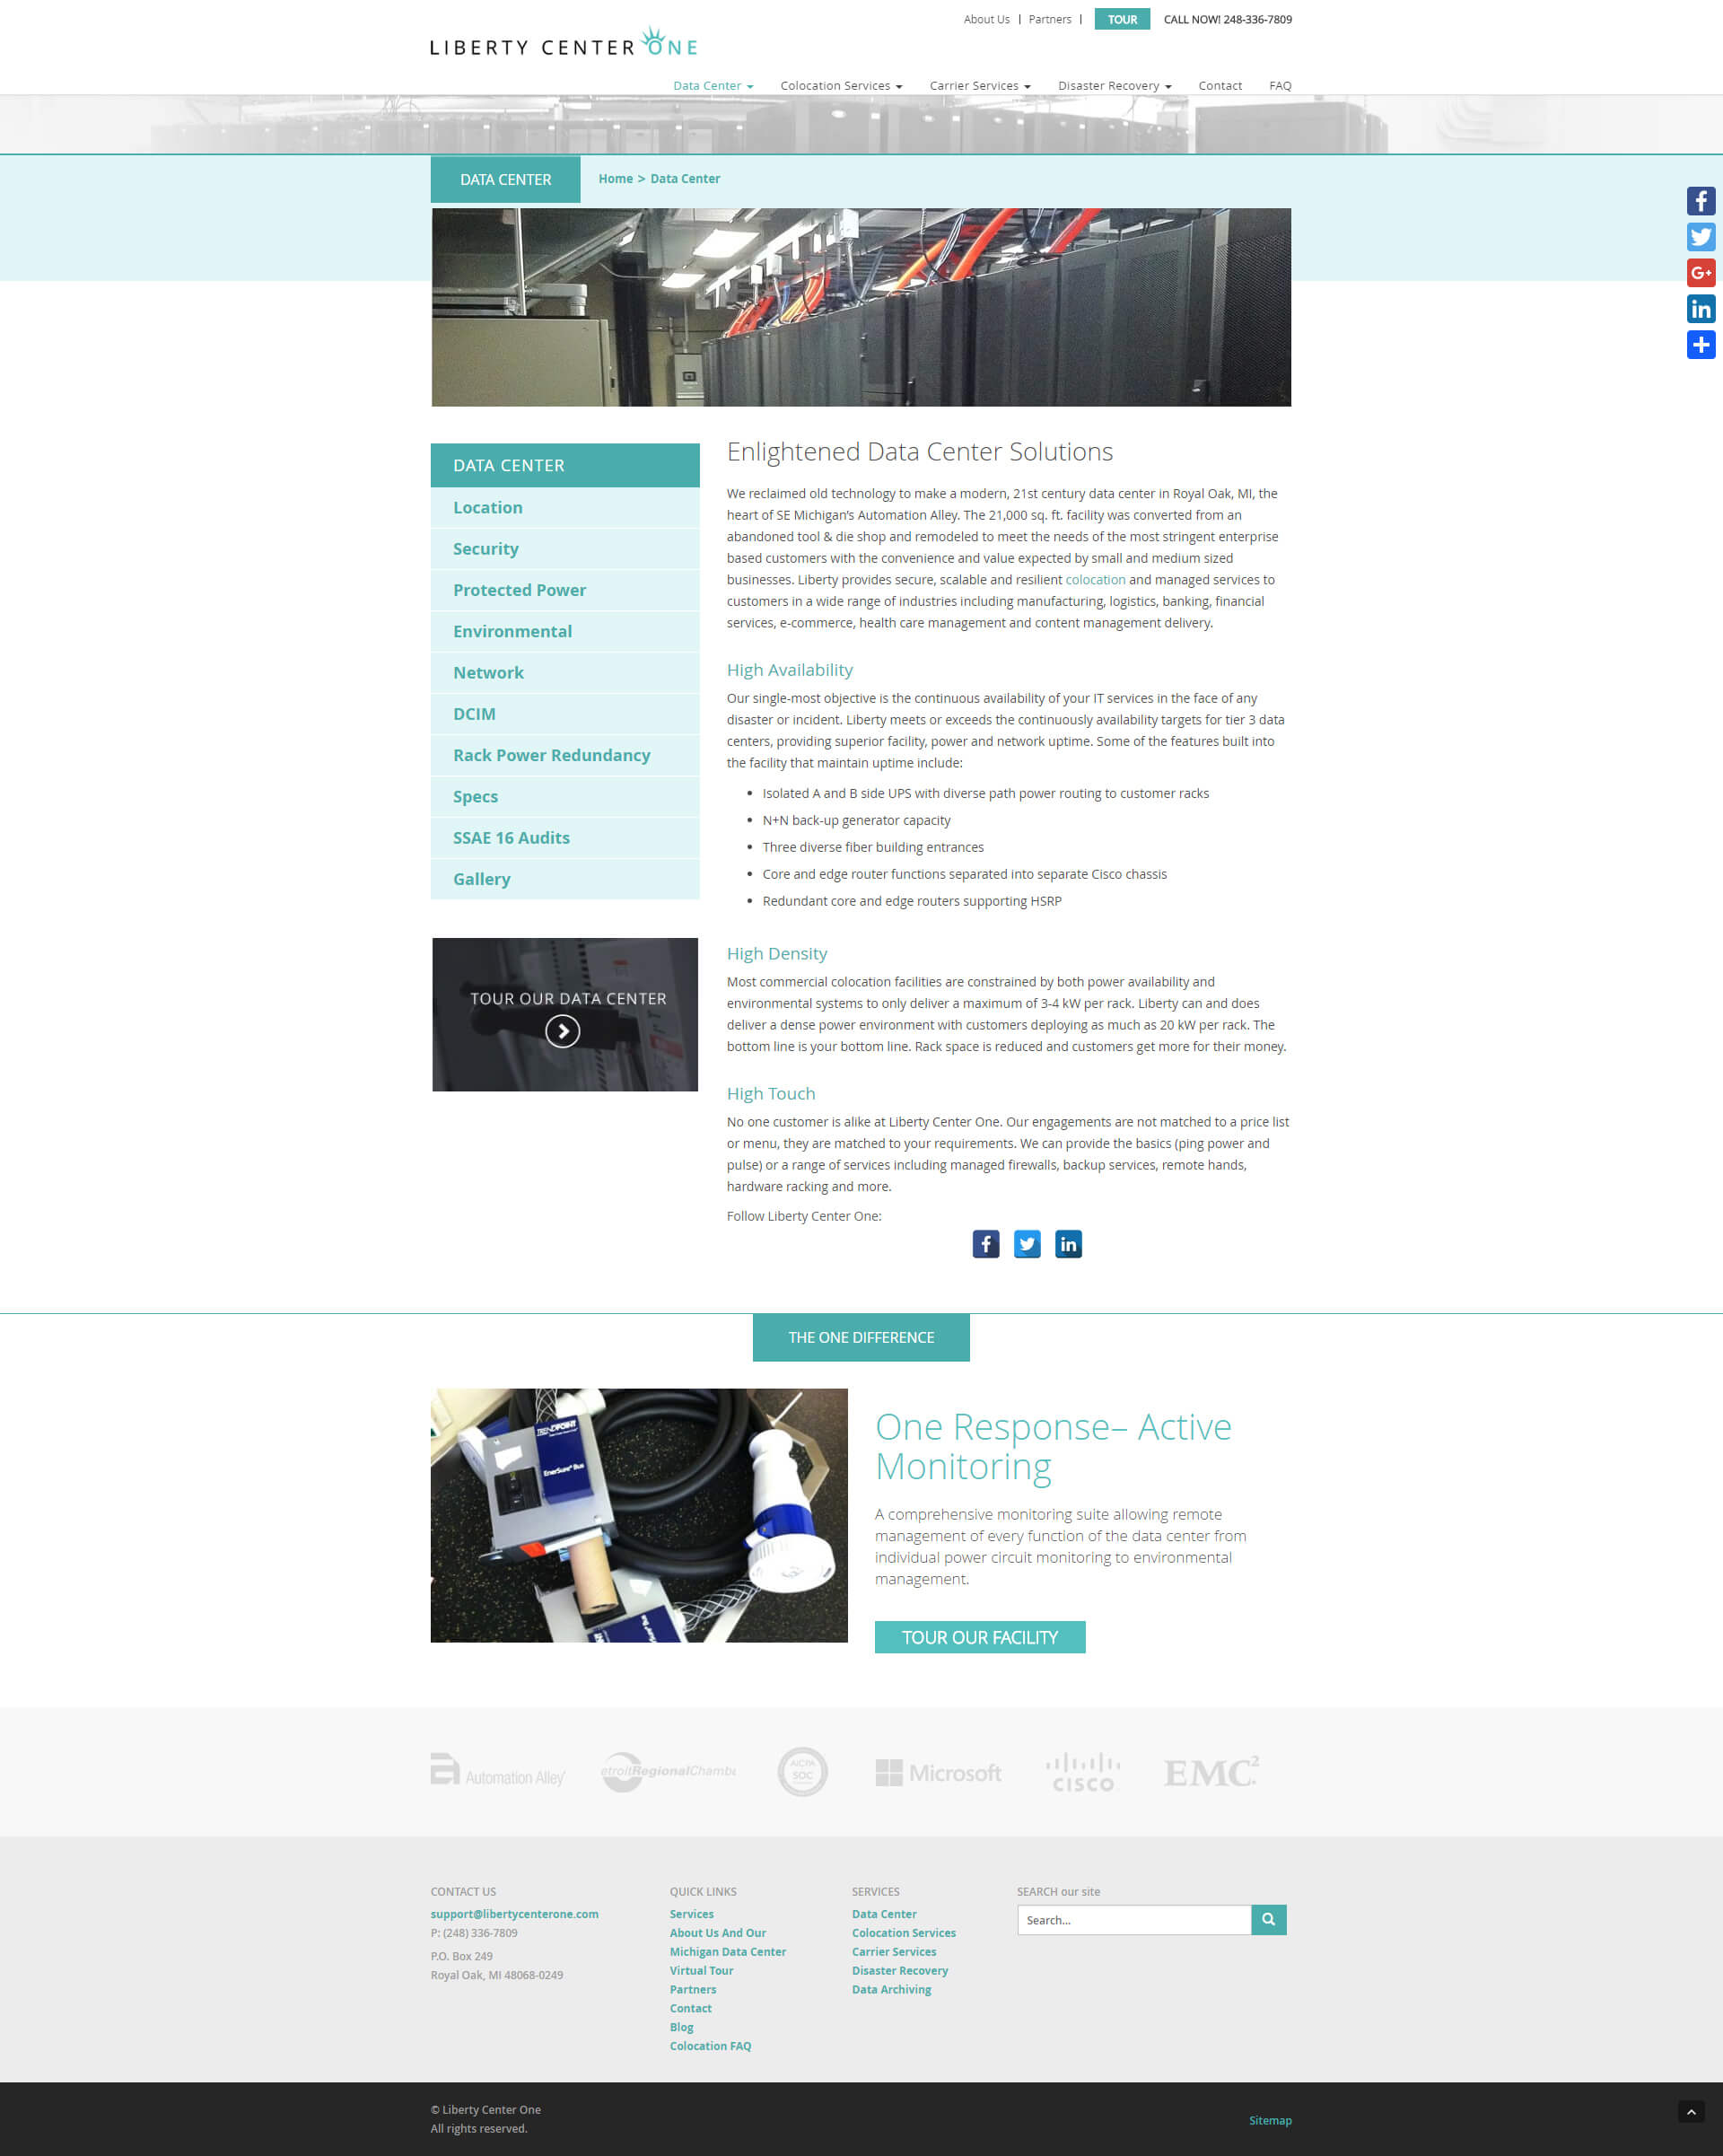 About Us | Partners | TOUR CALL NOW! 248-336-7809
LIBERTY CENTER ONE
Data Center Colocation Services Carrier Services Disaster Recovery Contact FAQ
DATA CENTER
Home > Data Center
DATA CENTER
Location
Security
Protected Power
Environmental
Network
DCIM
Rack Power Redundancy
Specs
SSAE 16 Audits
Gallery
TOUR OUR DATA CENTER
Enlightened Data Center Solutions
We reclaimed old technology to make a modern, 21st century data center in Royal Oak, MI, the
heart of SE Michigan's Automation Alley. The 21,000 sq. ft. facility was converted from an
abandoned tool & die shop and remodeled to meet the needs of the most stringent enterprise
based customers with the convenience and value expected by small and medium sized
businesses. Liberty provides secure, scalable and resilient colocation and managed services to
customers in a wide range of industries including manufacturing, logistics, banking, financial
services, e-commerce, health care management and content management delivery.
High Availability
Our single-most objective is the continuous availability of your IT services in the face of any
disaster or incident. Liberty meets or exceeds the continuously availability targets for tier 3 data
centers, providing superior facility, power and network uptime. Some of the features built into
the facility that maintain uptime include:
• Isolated A and B side UPS with diverse path power routing to customer racks
• N+N back-up generator capacity
• Three diverse fiber building entrances
• Core and edge router functions separated into separate Cisco chassis
• Redundant core and edge routers supporting HSRP
High Density
Most commercial colocation facilities are constrained by both power availability and
environmental systems to only deliver a maximum of 3-4 kW per rack. Liberty can and does
deliver a dense power environment with customers deploying as much as 20 kW per rack. The
bottom line is your bottom line. Rack space is reduced and customers get more for their money.
High Touch
No one customer is alike at Liberty Center One. Our engagements are not matched to a price list
or menu, they are matched to your requirements. We can provide the basics (ping power and
pulse) or a range of services including managed firewalls, backup services, remote hands,
hardware racking and more.
Follow Liberty Center One:
THE ONE DIFFERENCE
TRENDPOINT
EnerSure Bus
One Response– Active
Monitoring
A comprehensive monitoring suite allowing remote
management of every function of the data center from
individual power circuit monitoring to environmental
management.
TOUR OUR FACILITY
Automation Alley
etroitRegionalChambe
AICPA
SOC
Microsoft
CISCO
EMC²
CONTACT US
support@libertycenterone.com
P: (248) 336-7809
P.O. Box 249
Royal Oak, MI 48068-0249
QUICK LINKS
Services
About Us And Our
Michigan Data Center
Virtual Tour
Partners
Contact
Blog
Colocation FAQ
SERVICES
Data Center
Colocation Services
Carrier Services
Disaster Recovery
Data Archiving
SEARCH our site
Search...
© Liberty Center One
All rights reserved.
Sitemap